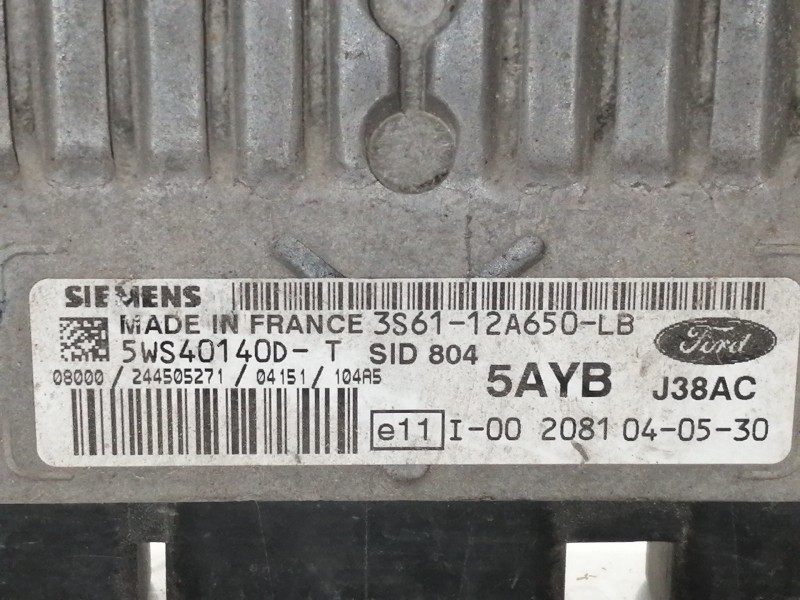 SIEMENS
MADE IN FRANCE 3S61-12A650-LB
Ford
5WS40140D- T SID 804
08000 / 244505271 / 04151 / 104A5
5AYB J38AC
e11 I-00 2081 04-05-30